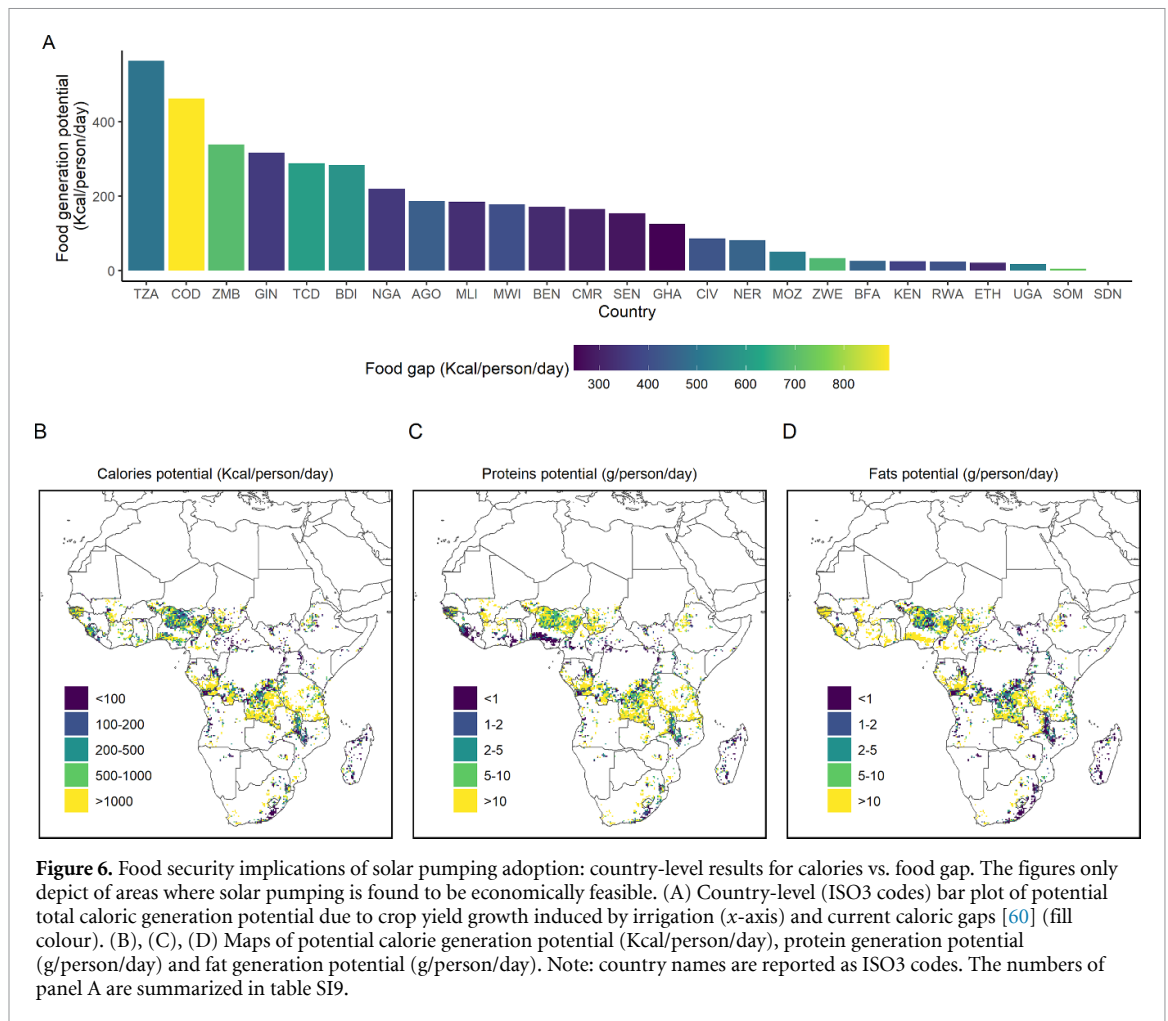 A
Food generation potential
(Kcal/person/day)
400
200
0
TZA COD ZMB GIN TCD BDI NGA AGO MLI MWI BEN CMR SEN GHA CIV NER MOZ ZWE BFA KEN RWA ETH UGA SOM SDN
Country
Food gap (Kcal/person/day)
300 400 500 600 700 800
B C D
Calories potential (Kcal/person/day) Proteins potential (g/person/day) Fats potential (g/person/day)
<100 <1 <1
100-200 1-2 1-2
200-500 2-5 2-5
500-1000 5-10 5-10
>1000 >10 >10
Figure 6. Food security implications of solar pumping adoption: country-level results for calories vs. food gap. The figures only
depict of areas where solar pumping is found to be economically feasible. (A) Country-level (ISO3 codes) bar plot of potential
total caloric generation potential due to crop yield growth induced by irrigation (x-axis) and current caloric gaps [60] (fill
colour). (B), (C), (D) Maps of potential calorie generation potential (Kcal/person/day), protein generation potential
(g/person/day) and fat generation potential (g/person/day). Note: country names are reported as ISO3 codes. The numbers of
panel A are summarized in table SI9.